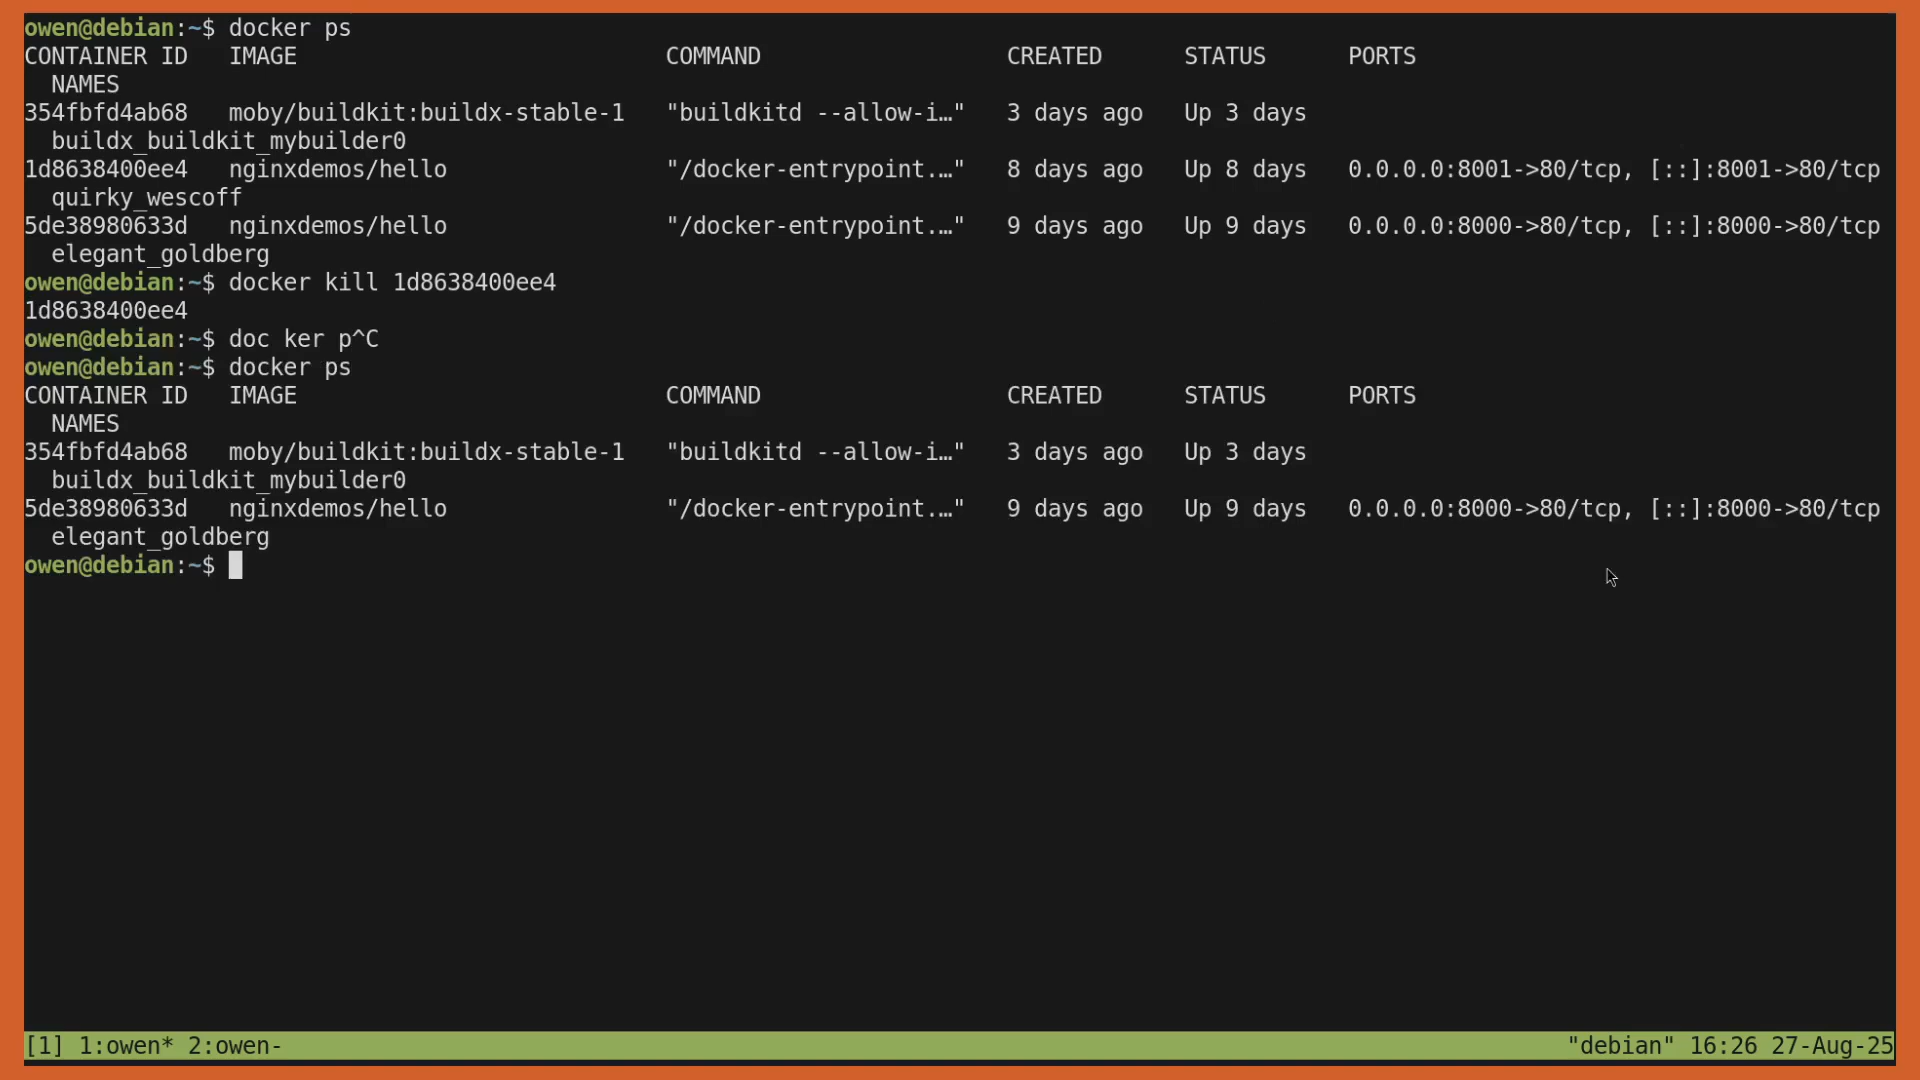 owen@debian:~$ docker ps
CONTAINER ID   IMAGE                           COMMAND                  CREATED      STATUS      PORTS
  NAMES
354fbfd4ab68   moby/buildkit:buildx-stable-1   "buildkitd --allow-i…"   3 days ago   Up 3 days
  buildx_buildkit_mybuilder0
1d8638400ee4   nginxdemos/hello                "/docker-entrypoint.…"   8 days ago   Up 8 days   0.0.0.0:8001->80/tcp, [::]:8001->80/tcp
  quirky_wescoff
5de38980633d   nginxdemos/hello                "/docker-entrypoint.…"   9 days ago   Up 9 days   0.0.0.0:8000->80/tcp, [::]:8000->80/tcp
  elegant_goldberg
owen@debian:~$ docker kill 1d8638400ee4
1d8638400ee4
owen@debian:~$ doc ker p^C
owen@debian:~$ docker ps
CONTAINER ID   IMAGE                           COMMAND                  CREATED      STATUS      PORTS
  NAMES
354fbfd4ab68   moby/buildkit:buildx-stable-1   "buildkitd --allow-i…"   3 days ago   Up 3 days
  buildx_buildkit_mybuilder0
5de38980633d   nginxdemos/hello                "/docker-entrypoint.…"   9 days ago   Up 9 days   0.0.0.0:8000->80/tcp, [::]:8000->80/tcp
  elegant_goldberg
owen@debian:~$
[1] 1:owen* 2:owen- "debian" 16:26 27-Aug-25